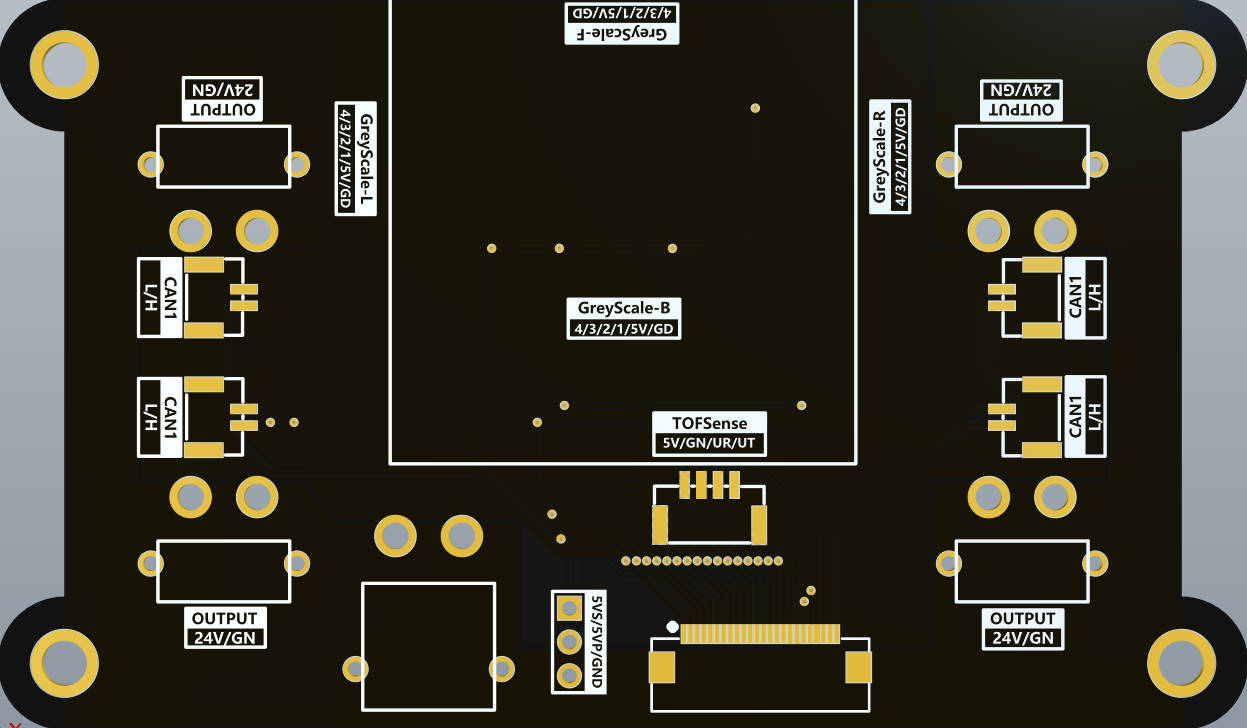 4/3/2/1/5V/GD
GreyScale-F
24V/GN
OUTPUT
24V/GN
OUTPUT
GreyScale-L
4/3/2/1/5V/GD
GreyScale-R
4/3/2/1/5V/GD
CAN1
L/H
CAN1
L/H
GreyScale-B
4/3/2/1/5V/GD
CAN1
L/H
CAN1
L/H
TOFSense
5V/GN/UR/UT
5VS/5VP/GND
OUTPUT
24V/GN
OUTPUT
24V/GN